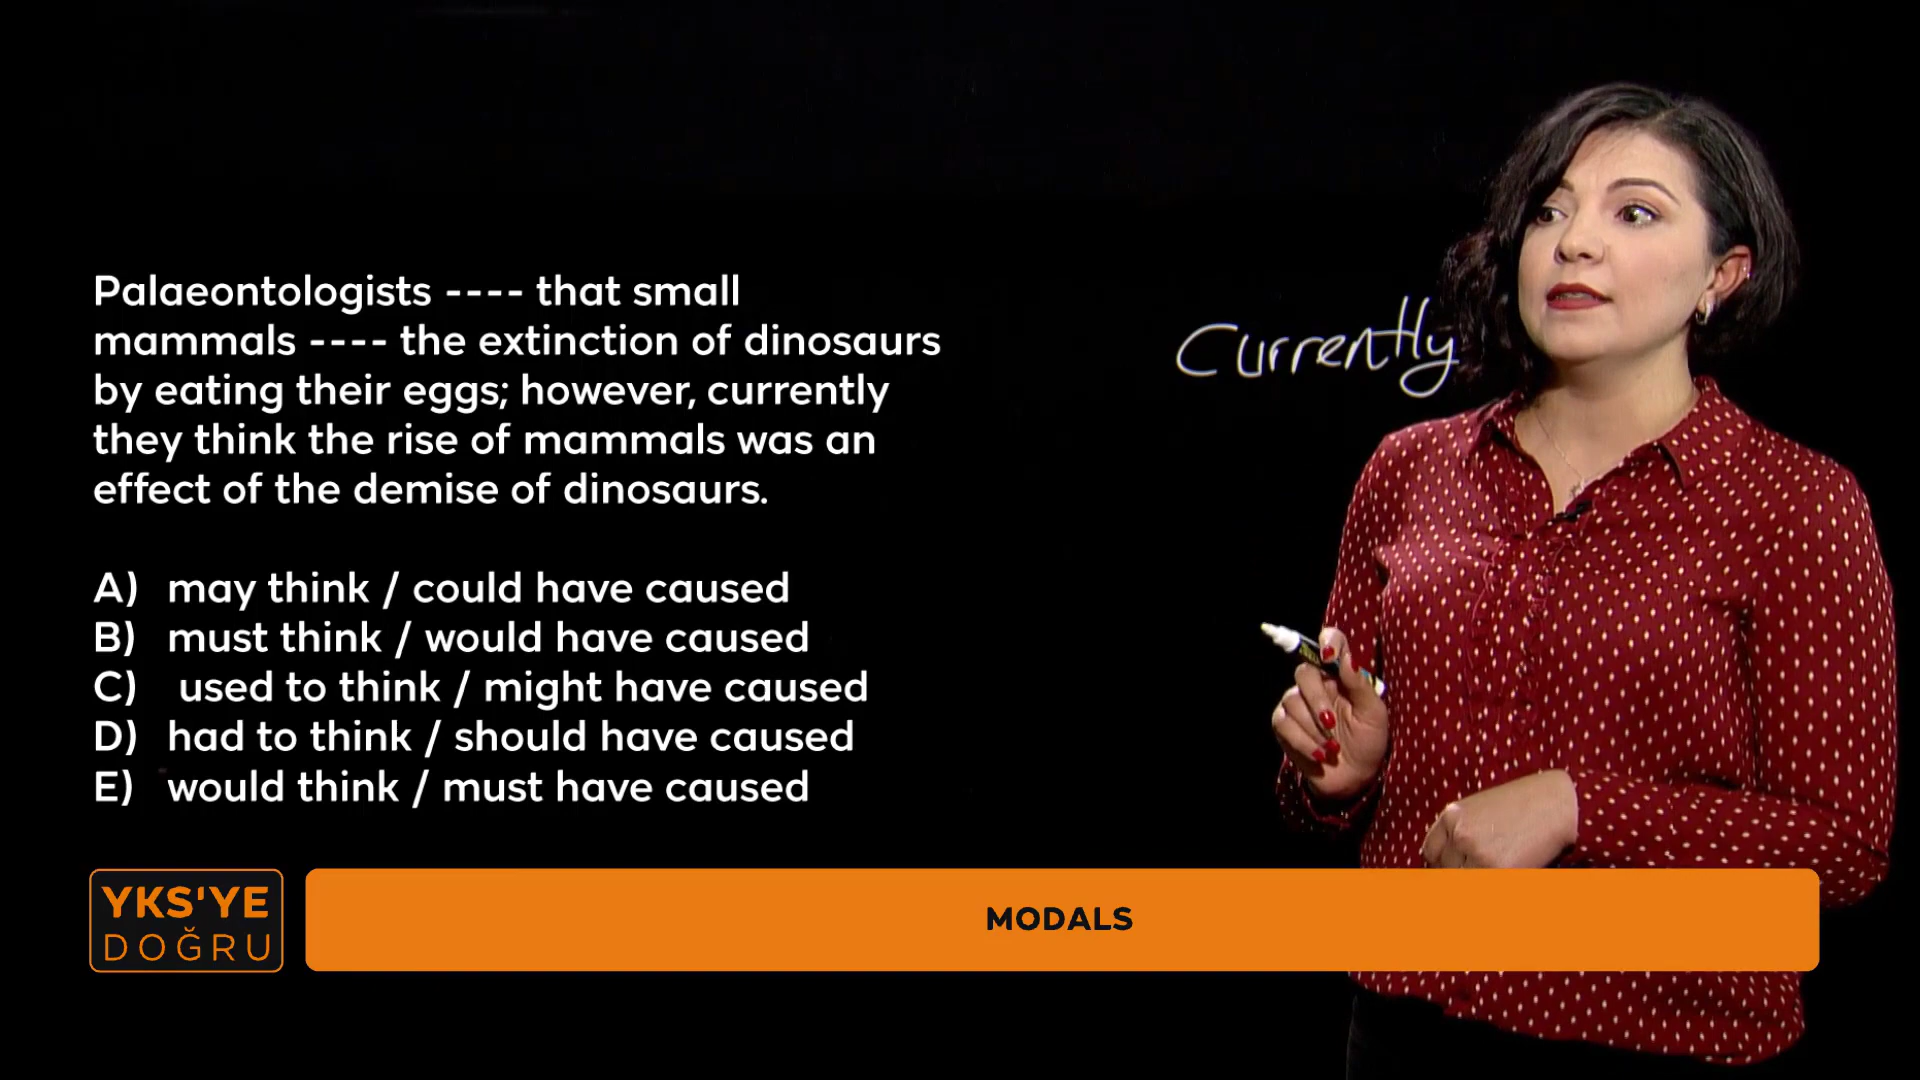 Palaeontologists ---- that small
mammals ---- the extinction of dinosaurs
by eating their eggs; however, currently
they think the rise of mammals was an
effect of the demise of dinosaurs.
A) may think / could have caused
B) must think / would have caused
C) used to think / might have caused
D) had to think / should have caused
E) would think / must have caused
Currently
YKS'YE
DOĞRU
MODALS